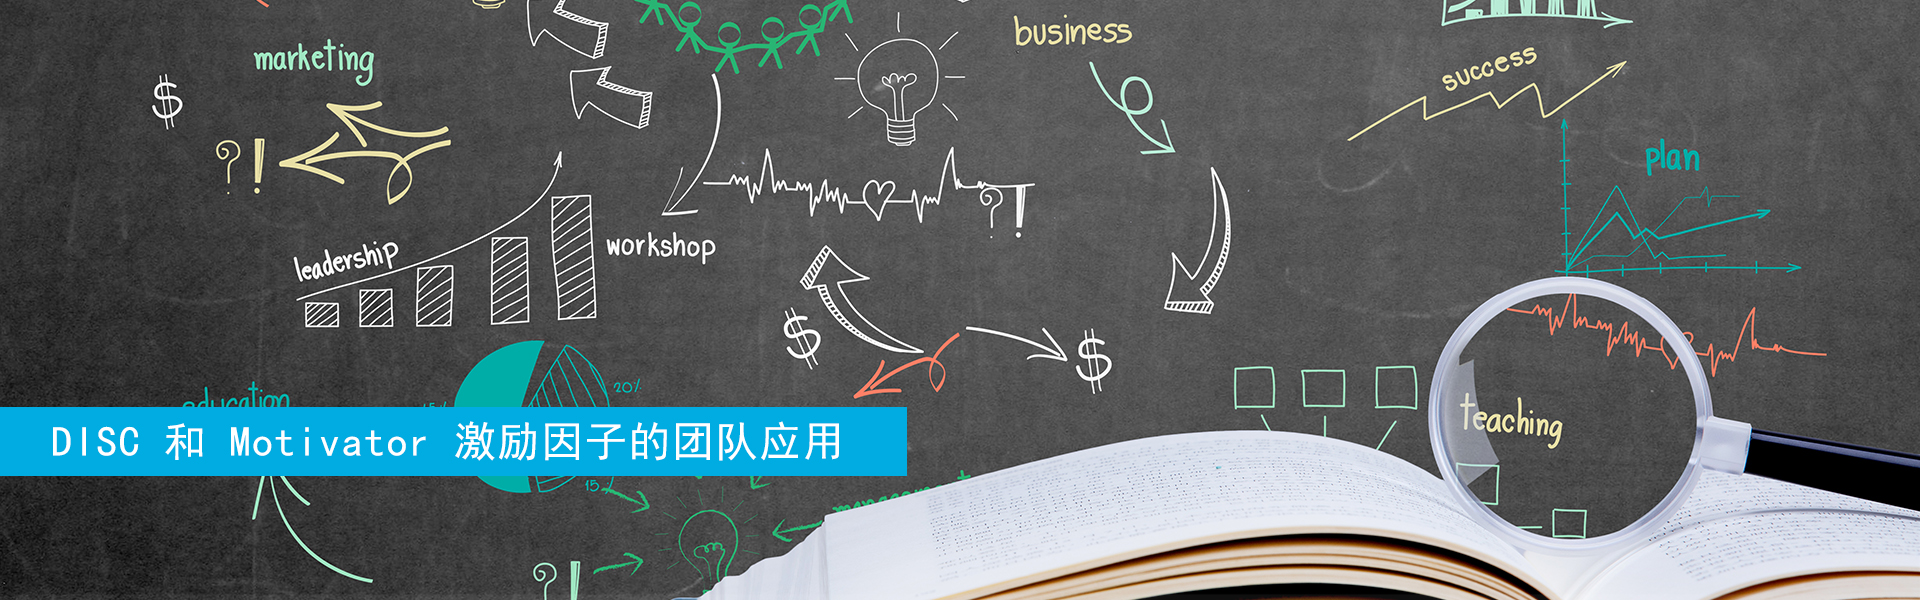 business
marketing
success
$
?!
plan
?!
leadership
workshop
$
$
20%
education
15%
teaching
DISC 和 Motivator 激励因子的团队应用
management
?!